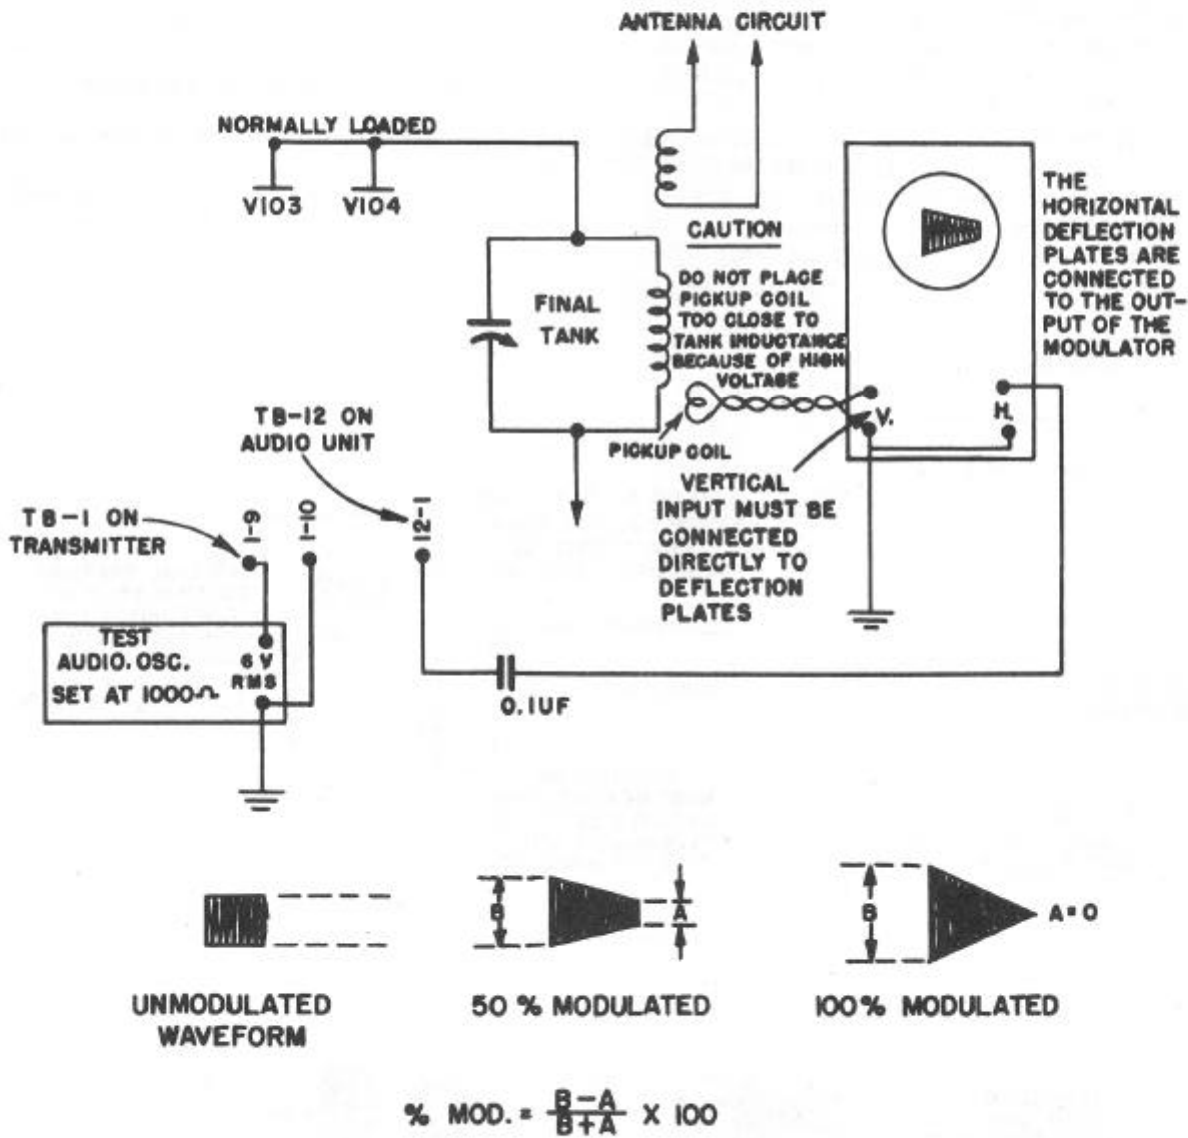 ANTENNA CIRCUIT
NORMALLY LOADED
V103
V104
CAUTION
DO NOT PLACE
PICKUP COIL
TOO CLOSE TO
TANK INDUCTANCE
BECAUSE OF HIGH
VOLTAGE
FINAL
TANK
THE
HORIZONTAL
DEFLECTION
PLATES ARE
CONNECTED
TO THE OUT-
PUT OF THE
MODULATOR
V.
H.
PICKUP COIL
VERTICAL
INPUT MUST BE
CONNECTED
DIRECTLY TO
DEFLECTION
PLATES
TB-12 ON
AUDIO UNIT
TB-1 ON
TRANSMITTER
1-9
1-10
12-1
TEST
AUDIO. OSC.
SET AT 1000~
6 V
RMS
0.1UF
B
A
B
A=0
UNMODULATED
WAVEFORM
50 % MODULATED
100% MODULATED
% MOD. = B-A / B+A X 100